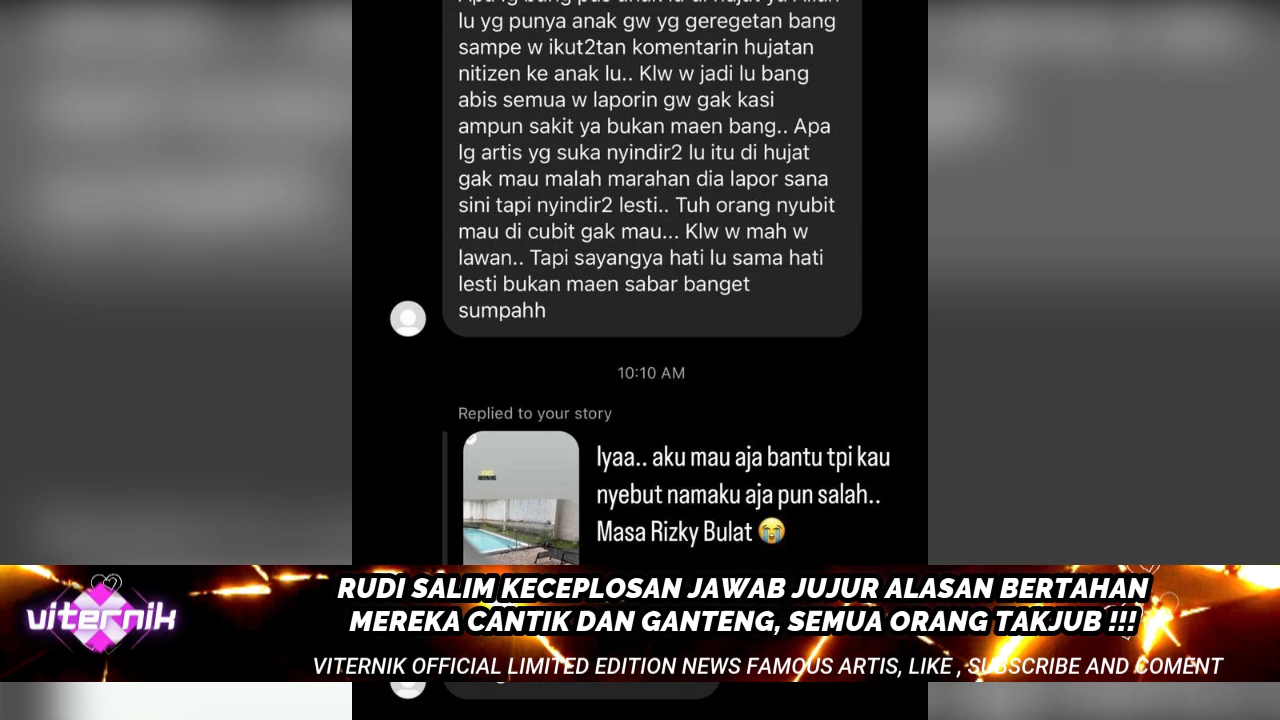 lu yg punya anak gw yg geregetan bang
sampe w ikut2tan komentarin hujatan
nitizen ke anak lu.. Klw w jadi lu bang
abis semua w laporin gw gak kasi
ampun sakit ya bukan maen bang.. Apa
lg artis yg suka nyindir2 lu itu di hujat
gak mau malah marahan dia lapor sana
sini tapi nyindir2 lesti.. Tuh orang nyubit
mau di cubit gak mau... Klw w mah w
lawan.. Tapi sayangya hati lu sama hati
lesti bukan maen sabar banget
sumpahh
10:10 AM
Replied to your story
MORNING
Iyaa.. aku mau aja bantu tpi kau
nyebut namaku aja pun salah..
Masa Rizky Bulat 😭
viternik
RUDI SALIM KECEPLOSAN JAWAB JUJUR ALASAN BERTAHAN
MEREKA CANTIK DAN GANTENG, SEMUA ORANG TAKJUB !!!
VITERNIK OFFICIAL LIMITED EDITION NEWS FAMOUS ARTIS, LIKE , SUBSCRIBE AND COMENT